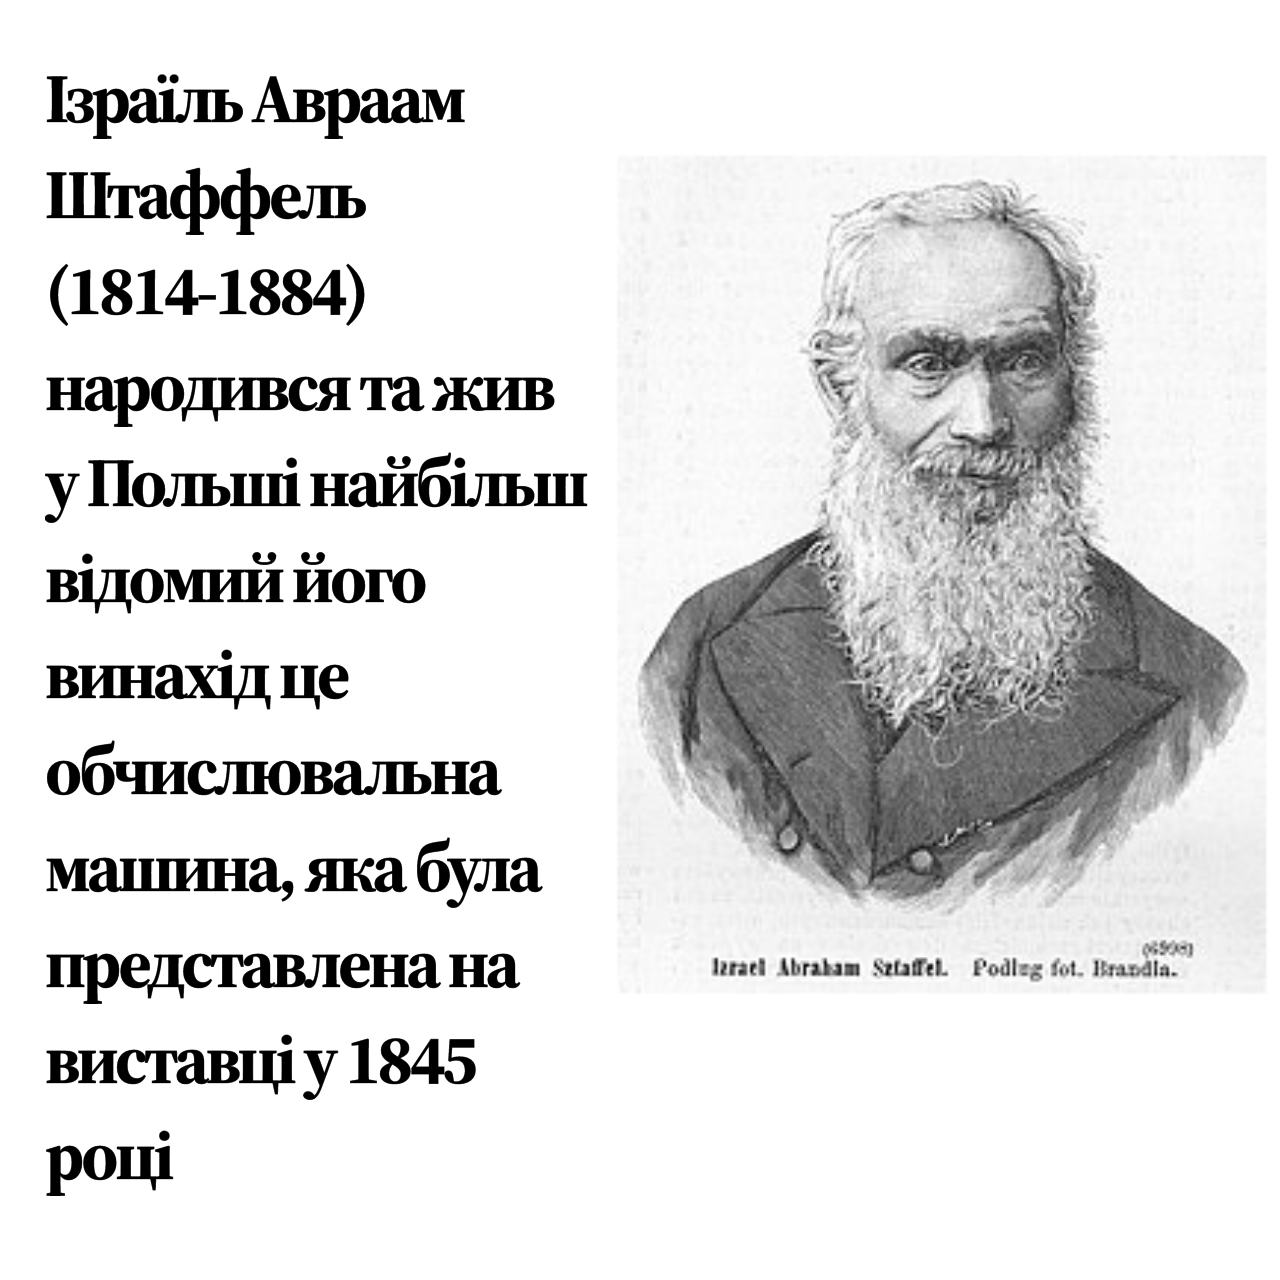 Ізраїль Авраам
Штаффель
(1814-1884)
народився та жив
у Польші найбільш
відомий його
винахід це
обчислювальна
машина, яка була
представлена на
виставці у 1845
році
(6998)
Izrael Abraham Sztaffel. Podlug fot. Brandla.